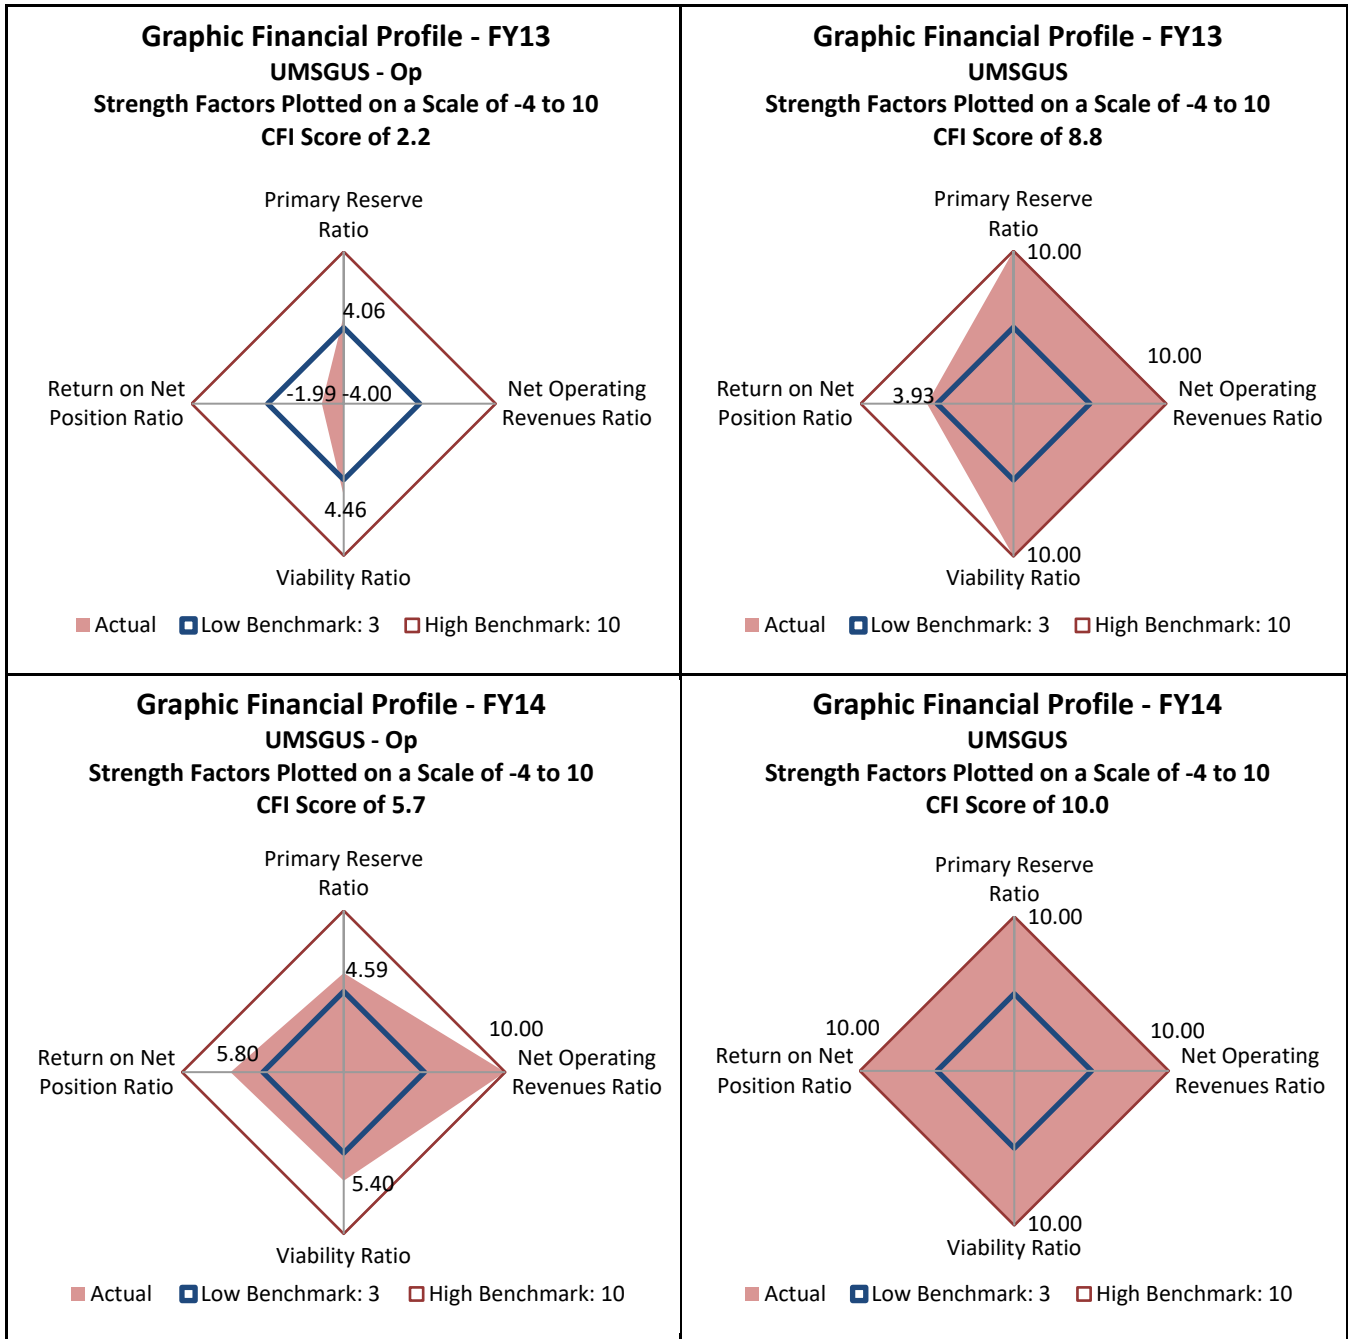 Graphic Financial Profile - FY13
UMSGUS - Op
Strength Factors Plotted on a Scale of -4 to 10
CFI Score of 2.2
Primary Reserve
Ratio
4.06
Return on Net
Position Ratio
-1.99
-4.00
Net Operating
Revenues Ratio
4.46
Viability Ratio
Actual
Low Benchmark: 3
High Benchmark: 10
Graphic Financial Profile - FY13
UMSGUS
Strength Factors Plotted on a Scale of -4 to 10
CFI Score of 8.8
Primary Reserve
Ratio
10.00
10.00
Return on Net
Position Ratio
3.93
Net Operating
Revenues Ratio
10.00
Viability Ratio
Actual
Low Benchmark: 3
High Benchmark: 10
Graphic Financial Profile - FY14
UMSGUS - Op
Strength Factors Plotted on a Scale of -4 to 10
CFI Score of 5.7
Primary Reserve
Ratio
4.59
10.00
Return on Net
Position Ratio
5.80
Net Operating
Revenues Ratio
5.40
Viability Ratio
Actual
Low Benchmark: 3
High Benchmark: 10
Graphic Financial Profile - FY14
UMSGUS
Strength Factors Plotted on a Scale of -4 to 10
CFI Score of 10.0
Primary Reserve
Ratio
10.00
10.00
Return on Net
Position Ratio
10.00
Net Operating
Revenues Ratio
10.00
Viability Ratio
Actual
Low Benchmark: 3
High Benchmark: 10